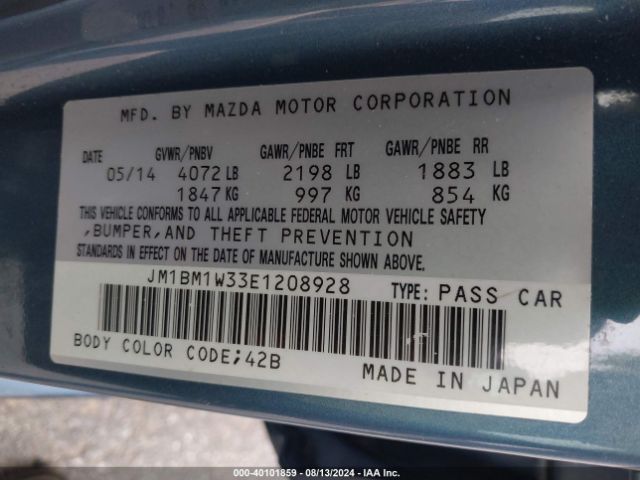 MFD. BY MAZDA MOTOR CORPORATION
DATE GVWR/PNBV GAWR/PNBE FRT GAWR/PNBE RR
05/14 4072 LB 2198 LB 1883 LB
1847 KG 997 KG 854 KG
THIS VEHICLE CONFORMS TO ALL APPLICABLE FEDERAL MOTOR VEHICLE SAFETY
,BUMPER,AND THEFT PREVENTION
STANDARDS IN EFFECT ON THE DATE OF MANUFACTURE SHOWN ABOVE.
JM1BM1W33E1208928 TYPE: PASS CAR
BODY COLOR CODE;42B
MADE IN JAPAN
000-40101859 — 08/13/2024 — IAA Inc.